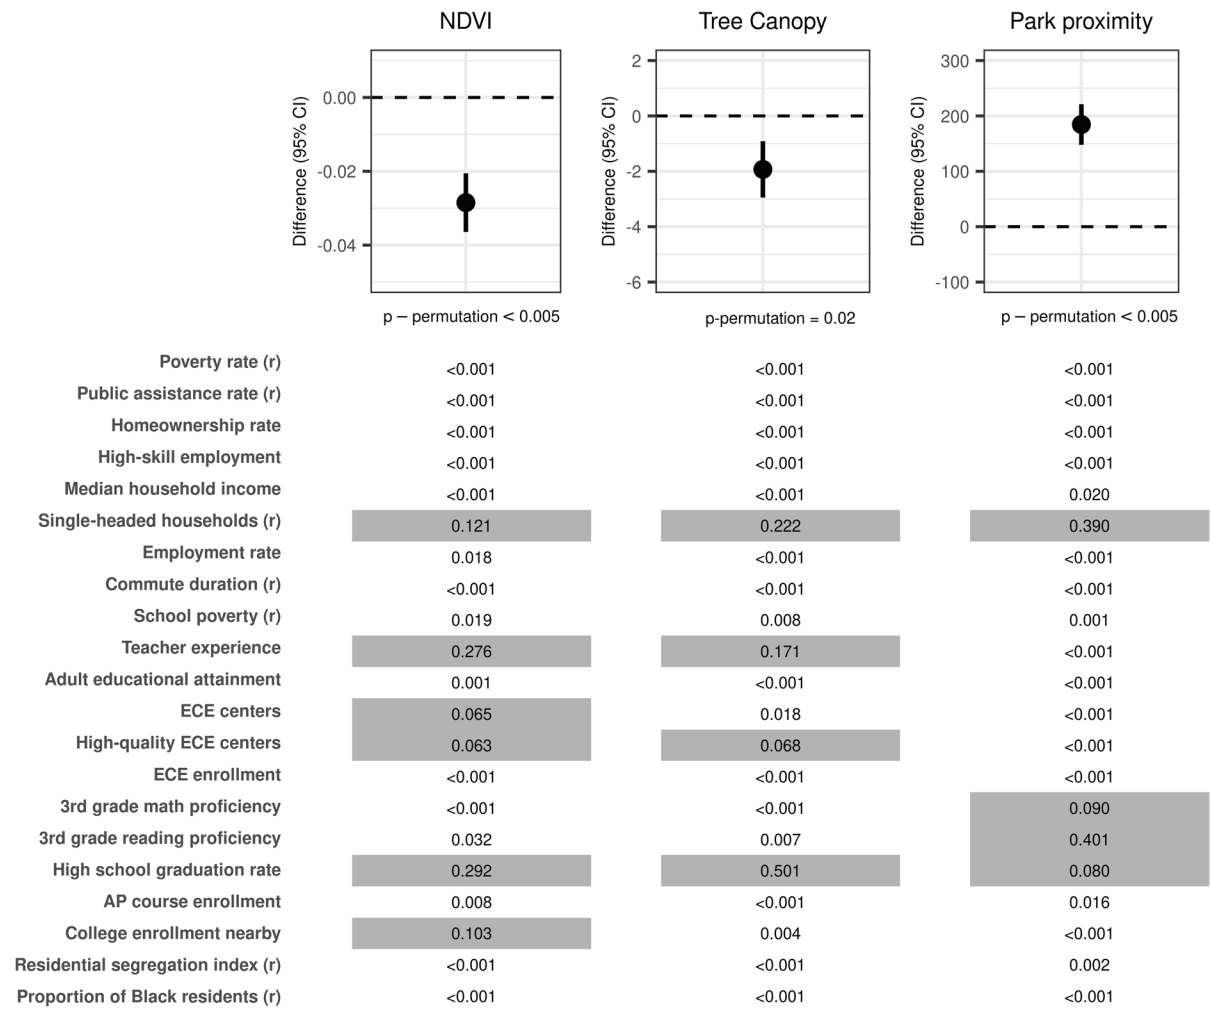 NDVI Tree Canopy Park proximity
Difference (95% CI)
0.00
-0.02
-0.04
Difference (95% CI)
2
0
-2
-4
-6
Difference (95% CI)
300
200
100
0
-100
p − permutation < 0.005 p-permutation = 0.02 p − permutation < 0.005
Poverty rate (r) <0.001 <0.001 <0.001
Public assistance rate (r) <0.001 <0.001 <0.001
Homeownership rate <0.001 <0.001 <0.001
High-skill employment <0.001 <0.001 <0.001
Median household income <0.001 <0.001 0.020
Single-headed households (r) 0.121 0.222 0.390
Employment rate 0.018 <0.001 <0.001
Commute duration (r) <0.001 <0.001 <0.001
School poverty (r) 0.019 0.008 0.001
Teacher experience 0.276 0.171 <0.001
Adult educational attainment 0.001 <0.001 <0.001
ECE centers 0.065 0.018 <0.001
High-quality ECE centers 0.063 0.068 <0.001
ECE enrollment <0.001 <0.001 <0.001
3rd grade math proficiency <0.001 <0.001 0.090
3rd grade reading proficiency 0.032 0.007 0.401
High school graduation rate 0.292 0.501 0.080
AP course enrollment 0.008 <0.001 0.016
College enrollment nearby 0.103 0.004 <0.001
Residential segregation index (r) <0.001 <0.001 0.002
Proportion of Black residents (r) <0.001 <0.001 <0.001